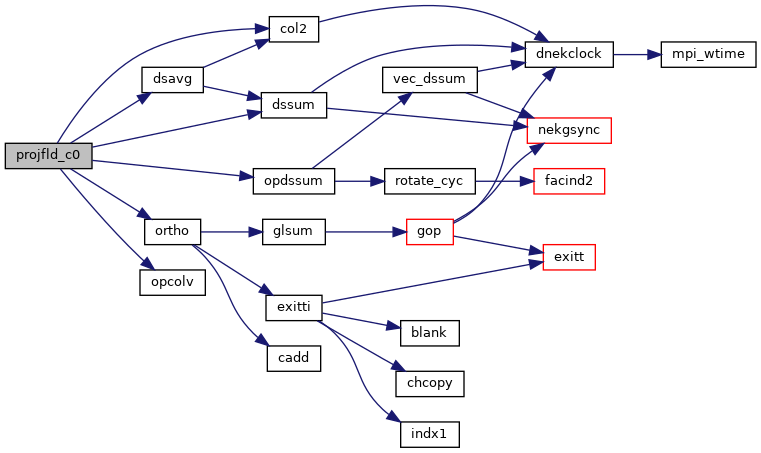 col2
dnekclock
mpi_wtime
dsavg
vec_dssum
dssum
nekgsync
projfld_c0
opdssum
rotate_cyc
facind2
ortho
glsum
gop
exitt
opcolv
exitti
blank
cadd
chcopy
indx1